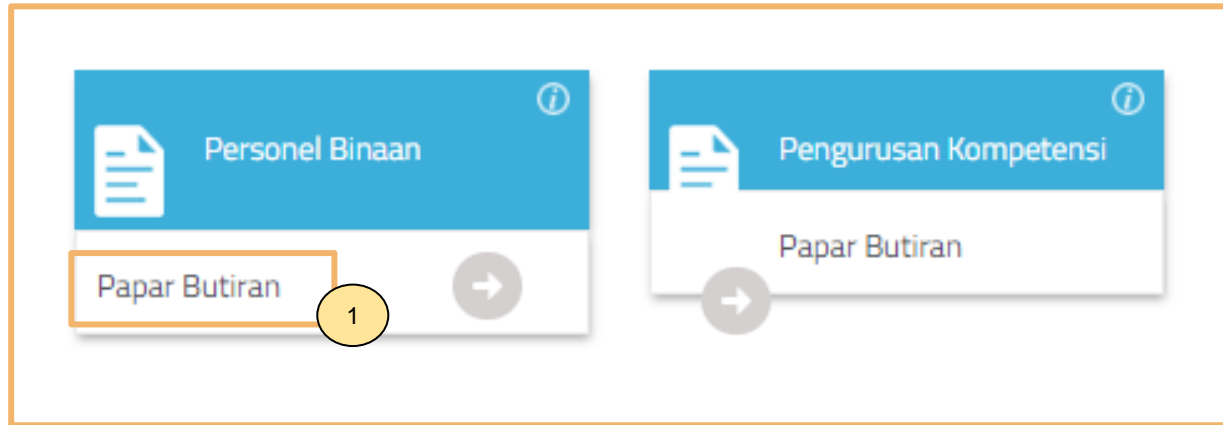 Personel Binaan
Papar Butiran
1
Pengurusan Kompetensi
Papar Butiran